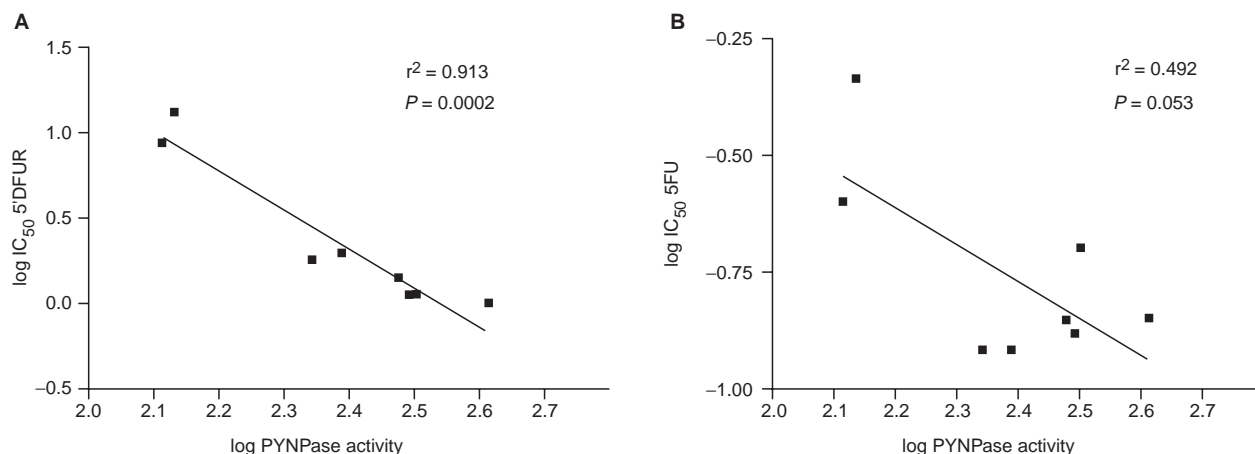 A
log IC50 5'DFUR
1.5
1.0
0.5
0.0
–0.5
r2 = 0.913
P = 0.0002
2.0 2.1 2.2 2.3 2.4 2.5 2.6 2.7
log PYNPase activity
B
log IC50 5FU
–0.25
–0.50
–0.75
–1.00
r2 = 0.492
P = 0.053
2.0 2.1 2.2 2.3 2.4 2.5 2.6 2.7
log PYNPase activity